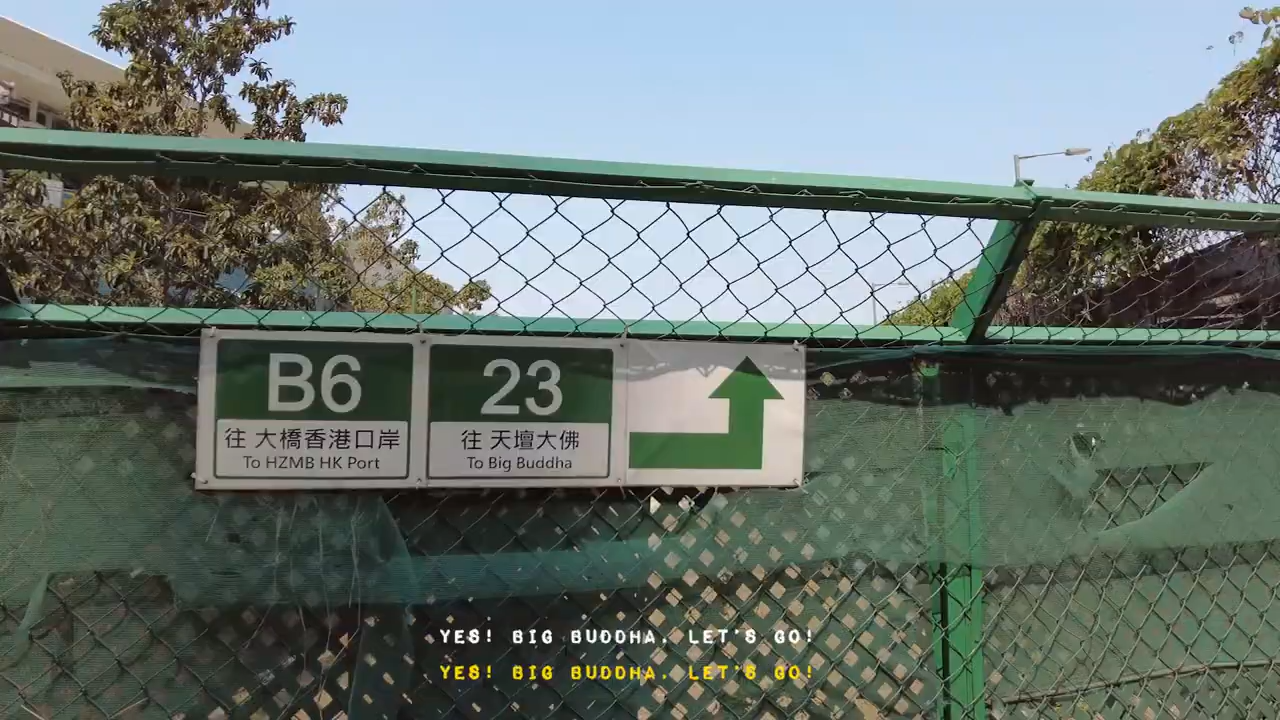 B6
往 大橋香港口岸
To HZMB HK Port
23
往 天壇大佛
To Big Buddha
YES! BIG BUDDHA. LET'S GO!
YES! BIG BUDDHA. LET'S GO!